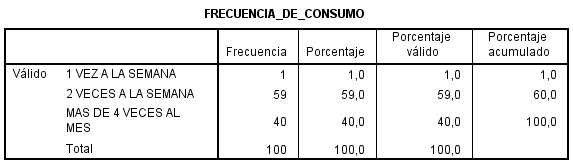 FRECUENCIA_DE_CONSUMO
Frecuencia Porcentaje Porcentaje válido Porcentaje acumulado
Válido 1 VEZ A LA SEMANA 1 1,0 1,0 1,0
2 VECES A LA SEMANA 59 59,0 59,0 60,0
MAS DE 4 VECES AL MES 40 40,0 40,0 100,0
Total 100 100,0 100,0